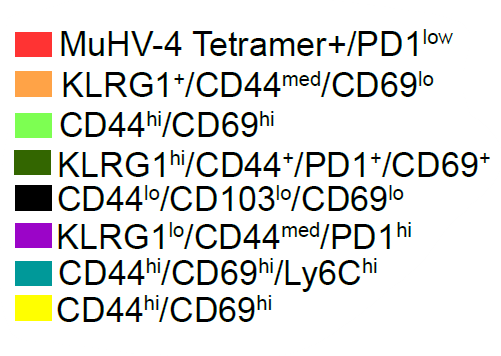 MuHV-4 Tetramer+/PD1ˡᵒʷ
KLRG1⁺/CD44ᵐᵉᵈ/CD69ˡᵒ
CD44ʰⁱ/CD69ʰⁱ
KLRG1ʰⁱ/CD44⁺/PD1⁺/CD69⁺
CD44ˡᵒ/CD103ˡᵒ/CD69ˡᵒ
KLRG1ˡᵒ/CD44ᵐᵉᵈ/PD1ʰⁱ
CD44ʰⁱ/CD69ʰⁱ/Ly6Cʰⁱ
CD44ʰⁱ/CD69ʰⁱ